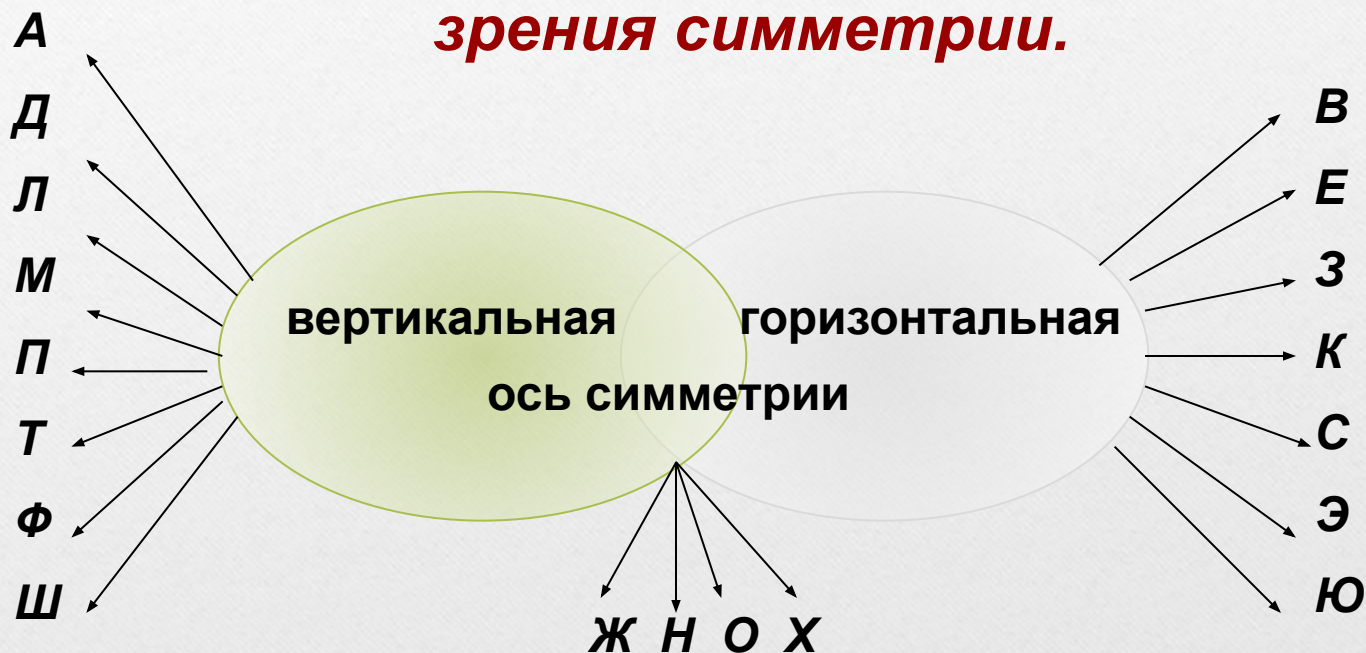 зрения симметрии.
А
Д
Л
М
П
Т
Ф
Ш
вертикальная
горизонтальная
ось симметрии
В
Е
З
К
С
Э
Ю
Ж Н О Х